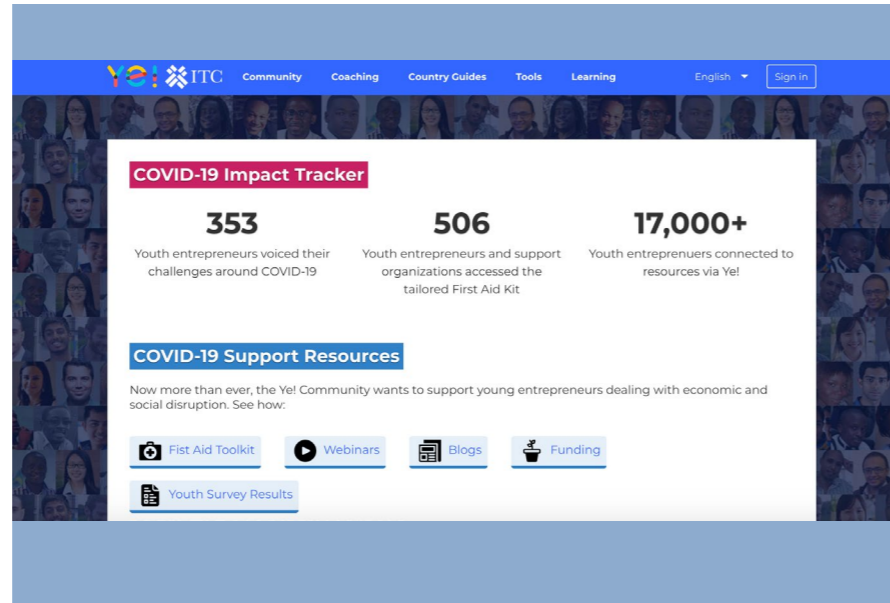 Ye! ITC Community Coaching Country Guides Tools Learning English Sign in
COVID-19 Impact Tracker
353
Youth entrepreneurs voiced their
challenges around COVID-19
506
Youth entrepreneurs and support
organizations accessed the
tailored First Aid Kit
17,000+
Youth entreprenuers connected to
resources via Ye!
COVID-19 Support Resources
Now more than ever, the Ye! Community wants to support young entrepreneurs dealing with economic and
social disruption. See how:
Fist Aid Toolkit Webinars Blogs Funding
Youth Survey Results